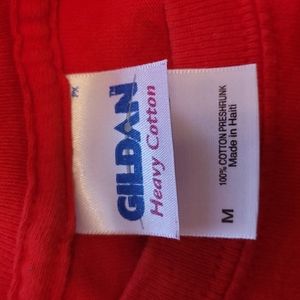 GILDAN
Heavy Cotton
100% COTTON PRESHRUNK
Made in Haiti
M